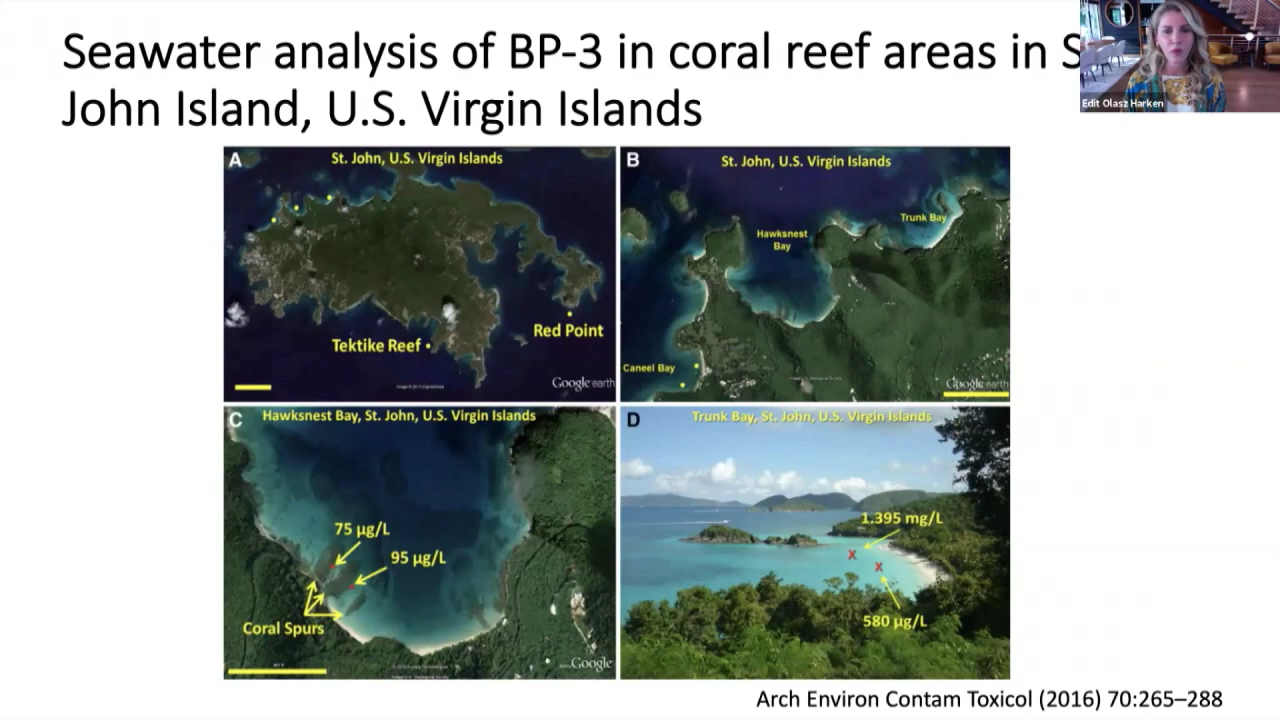 Seawater analysis of BP-3 in coral reef areas in S
John Island, U.S. Virgin Islands
Edit Olasz Harken
A
St. John, U.S. Virgin Islands
Tektike Reef
Red Point
Google earth
B
St. John, U.S. Virgin Islands
Trunk Bay
Hawksnest
Bay
Caneel Bay
Google earth
C
Hawksnest Bay, St. John, U.S. Virgin Islands
75 µg/L
95 µg/L
Coral Spurs
Google
D
Trunk Bay, St. John, U.S. Virgin Islands
1.395 mg/L
580 µg/L
Arch Environ Contam Toxicol (2016) 70:265–288